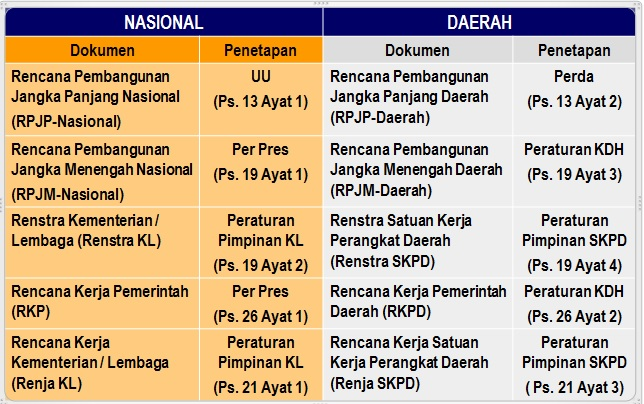 NASIONAL DAERAH
Dokumen Penetapan Dokumen Penetapan
Rencana Pembangunan
Jangka Panjang Nasional
(RPJP-Nasional)
UU
(Ps. 13 Ayat 1)
Rencana Pembangunan
Jangka Panjang Daerah
(RPJP-Daerah)
Perda
(Ps. 13 Ayat 2)
Rencana Pembangunan
Jangka Menengah Nasional
(RPJM-Nasional)
Per Pres
(Ps. 19 Ayat 1)
Rencana Pembangunan
Jangka Menengah Daerah
(RPJM-Daerah)
Peraturan KDH
(Ps. 19 Ayat 3)
Renstra Kementerian /
Lembaga (Renstra KL)
Peraturan
Pimpinan KL
(Ps. 19 Ayat 2)
Renstra Satuan Kerja
Perangkat Daerah
(Renstra SKPD)
Peraturan
Pimpinan SKPD
(Ps. 19 Ayat 4)
Rencana Kerja Pemerintah
(RKP)
Per Pres
(Ps. 26 Ayat 1)
Rencana Kerja Pemerintah
Daerah (RKPD)
Peraturan KDH
(Ps. 26 Ayat 2)
Rencana Kerja
Kementerian / Lembaga
(Renja KL)
Peraturan
Pimpinan KL
(Ps. 21 Ayat 1)
Rencana Kerja Satuan
Kerja Perangkat Daerah
(Renja SKPD)
Peraturan
Pimpinan SKPD
( Ps. 21 Ayat 3)